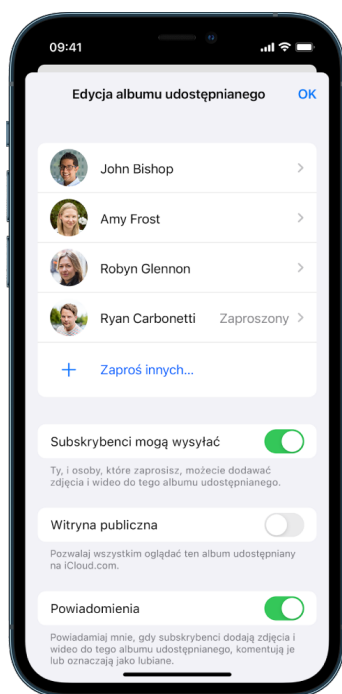 09:41
Edycja albumu udostępnianego OK
John Bishop
Amy Frost
Robyn Glennon
Ryan Carbonetti Zaproszony
Zaproś innych...
Subskrybenci mogą wysyłać
Ty, i osoby, które zaprosisz, możecie dodawać
zdjęcia i wideo do tego albumu udostępnianego.
Witryna publiczna
Pozwalaj wszystkim oglądać ten album udostępniany
na iCloud.com.
Powiadomienia
Powiadamiaj mnie, gdy subskrybenci dodają zdjęcia i
wideo do tego albumu udostępnianego, komentują je
lub oznaczają jako lubiane.